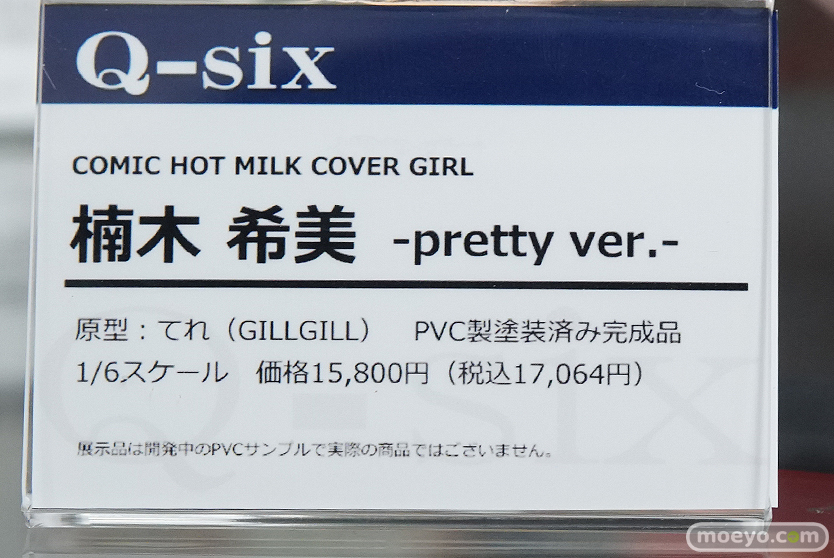 Q-six
COMIC HOT MILK COVER GIRL
楠木 希美 -pretty ver.-
原型：てれ（GILLGILL） PVC製塗装済み完成品
1/6スケール 価格15,800円（税込17,064円）
展示品は開発中のPVCサンプルで実際の商品ではございません。
Q-six
moeyo.com